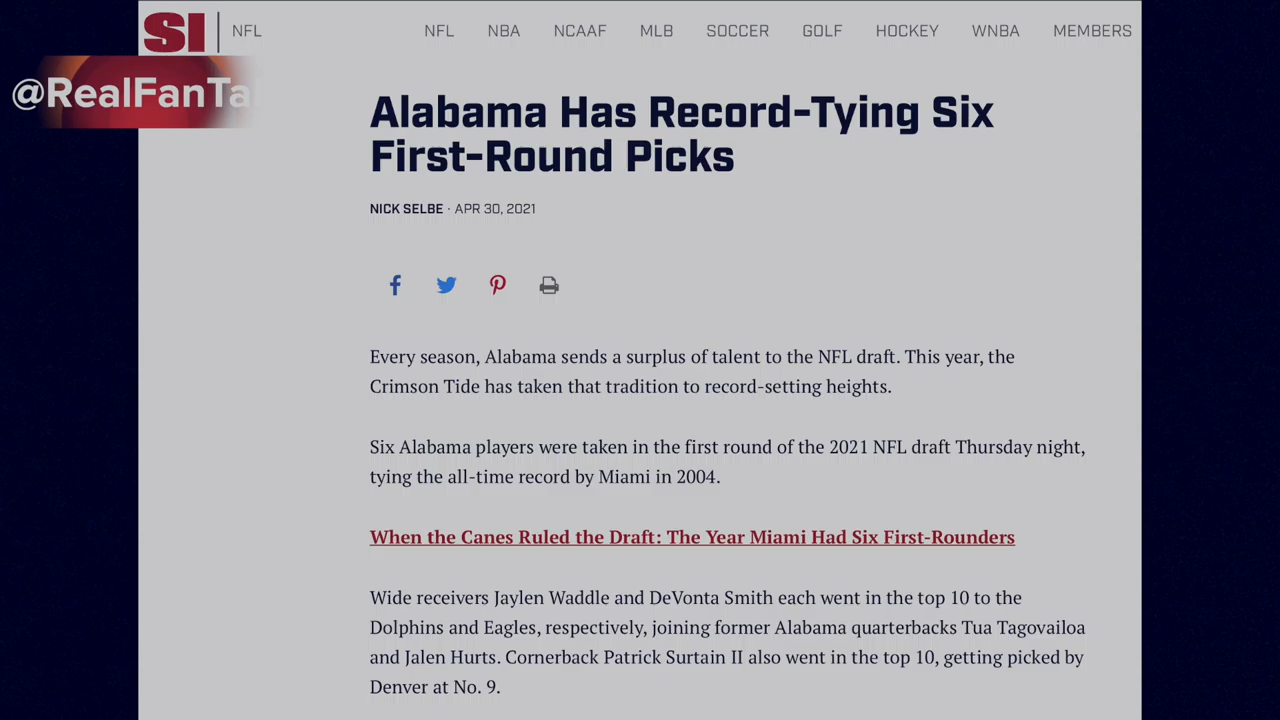 SI NFL NFL NBA NCAAF MLB SOCCER GOLF HOCKEY WNBA MEMBERS
@RealFanTa
Alabama Has Record-Tying Six
First-Round Picks
NICK SELBE · APR 30, 2021
Every season, Alabama sends a surplus of talent to the NFL draft. This year, the
Crimson Tide has taken that tradition to record-setting heights.
Six Alabama players were taken in the first round of the 2021 NFL draft Thursday night,
tying the all-time record by Miami in 2004.
When the Canes Ruled the Draft: The Year Miami Had Six First-Rounders
Wide receivers Jaylen Waddle and DeVonta Smith each went in the top 10 to the
Dolphins and Eagles, respectively, joining former Alabama quarterbacks Tua Tagovailoa
and Jalen Hurts. Cornerback Patrick Surtain II also went in the top 10, getting picked by
Denver at No. 9.